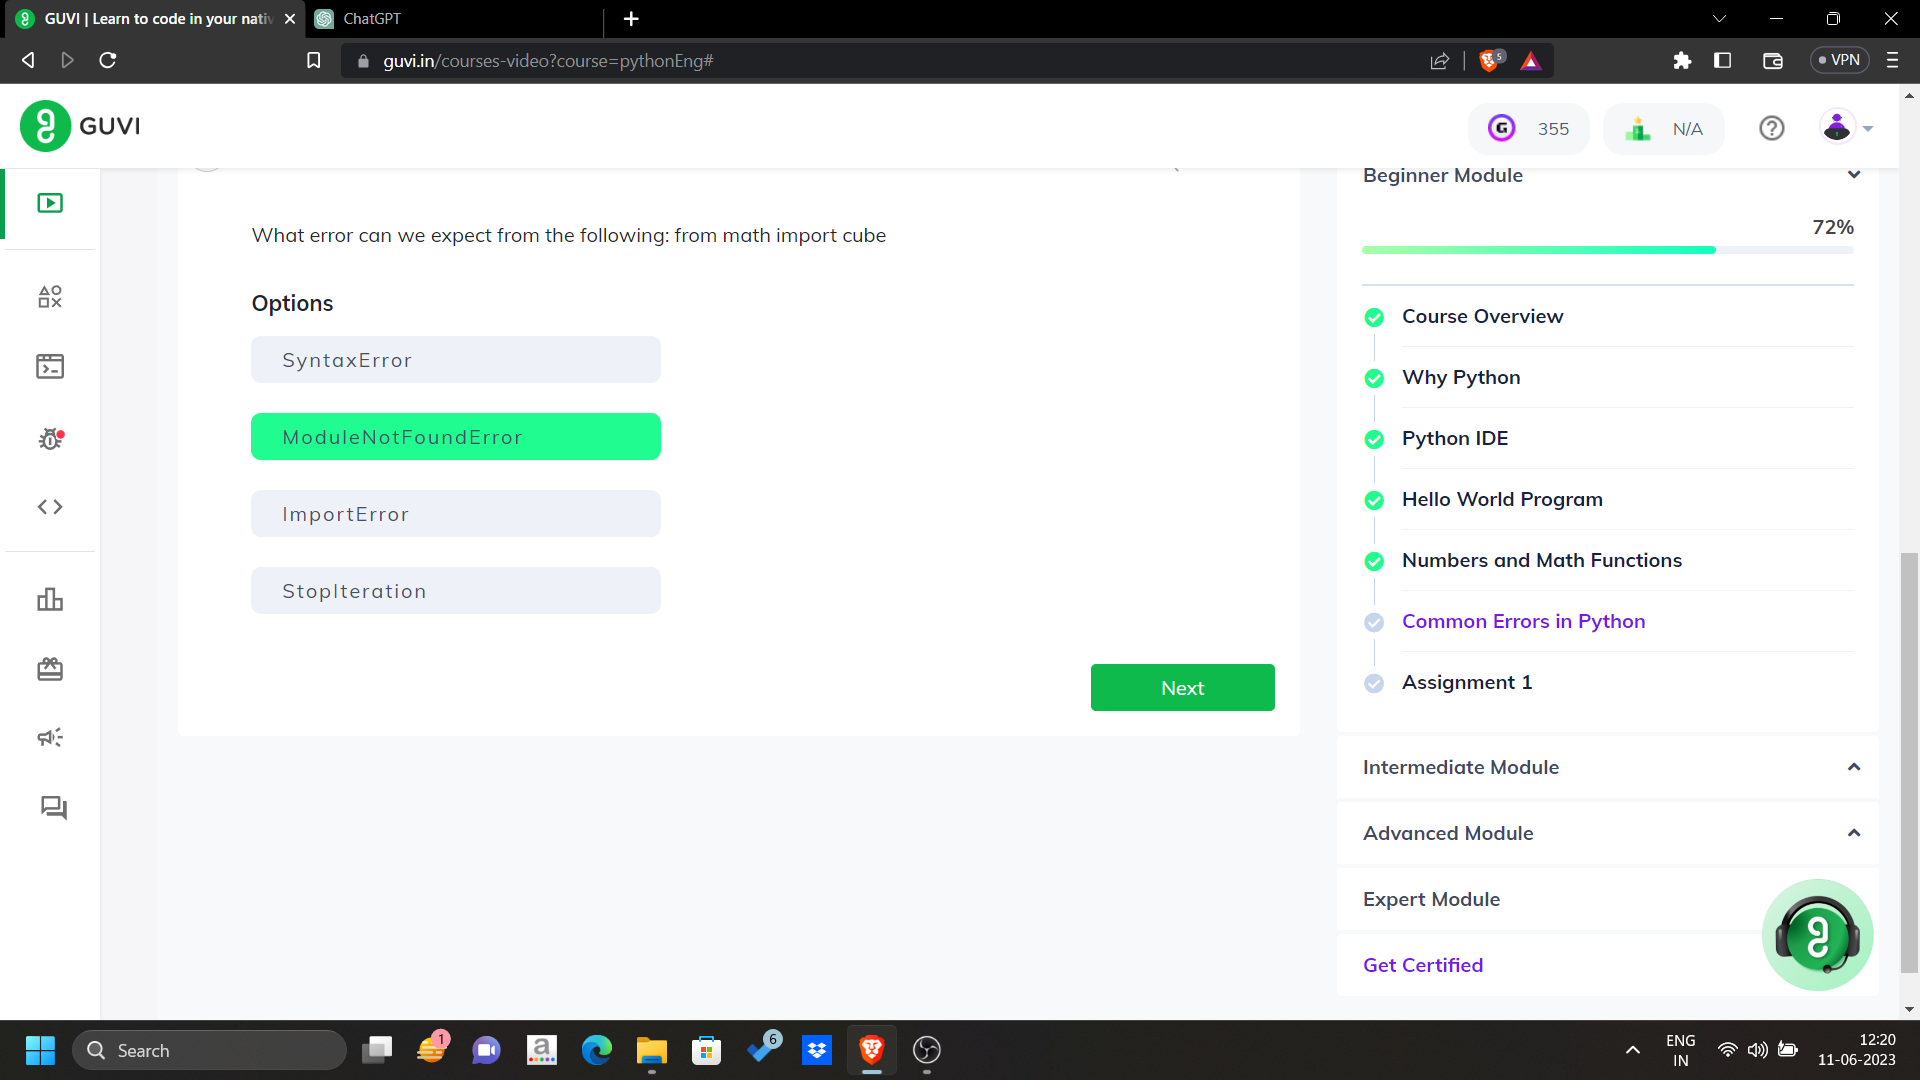 GUVI | Learn to code in your nativ
ChatGPT
guvi.in/courses-video?course=pythonEng#
5
VPN
GUVI
G
355
N/A
What error can we expect from the following: from math import cube
Options
SyntaxError
ModuleNotFoundError
ImportError
StopIteration
Next
Beginner Module
72%
Course Overview
Why Python
Python IDE
Hello World Program
Numbers and Math Functions
Common Errors in Python
Assignment 1
Intermediate Module
Advanced Module
Expert Module
Get Certified
Search
1
a
6
ENG
IN
12:20
11-06-2023